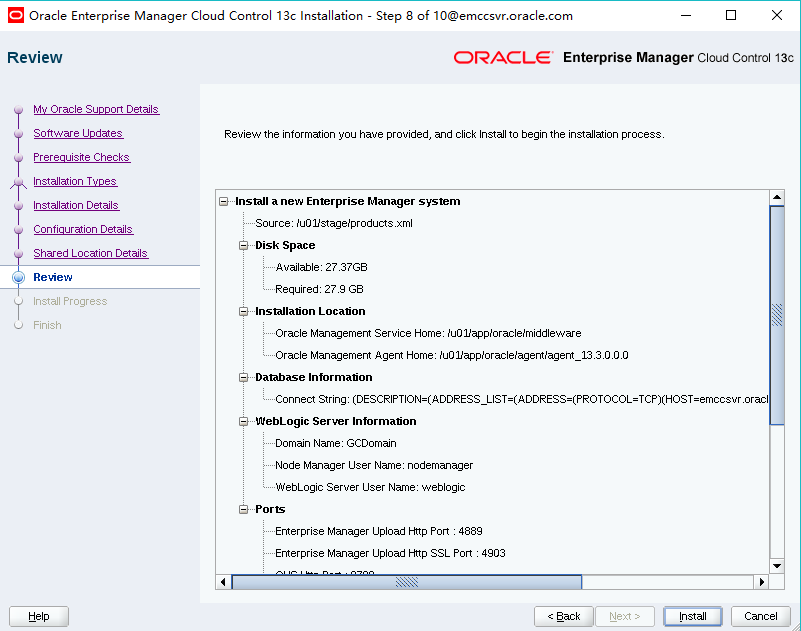 Oracle Enterprise Manager Cloud Control 13c Installation - Step 8 of 10@emccsvr.oracle.com
Review
ORACLE Enterprise Manager Cloud Control 13c
My Oracle Support Details
Software Updates
Prerequisite Checks
Installation Types
Installation Details
Configuration Details
Shared Location Details
Review
Install Progress
Finish
Review the information you have provided, and click Install to begin the installation process.
Install a new Enterprise Manager system
Source: /u01/stage/products.xml
Disk Space
Available: 27.37GB
Required: 27.9 GB
Installation Location
Oracle Management Service Home: /u01/app/oracle/middleware
Oracle Management Agent Home: /u01/app/oracle/agent/agent_13.3.0.0.0
Database Information
Connect String: (DESCRIPTION=(ADDRESS_LIST=(ADDRESS=(PROTOCOL=TCP)(HOST=emccsvr.oracl
WebLogic Server Information
Domain Name: GCDomain
Node Manager User Name: nodemanager
WebLogic Server User Name: weblogic
Ports
Enterprise Manager Upload Http Port : 4889
Enterprise Manager Upload Http SSL Port : 4903
Help
< Back
Next >
Install
Cancel